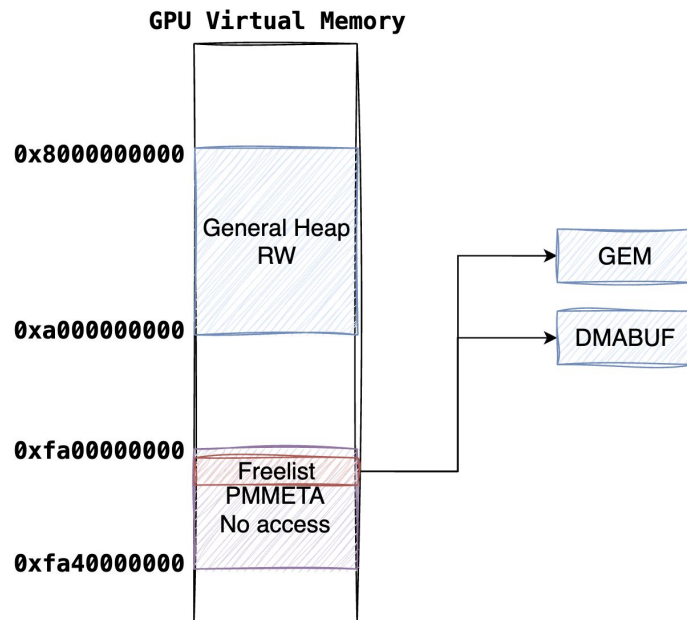 GPU Virtual Memory
0x8000000000
General Heap
RW
GEM
0xa000000000
DMABUF
0xfa00000000
Freelist
PMMETA
No access
0xfa40000000